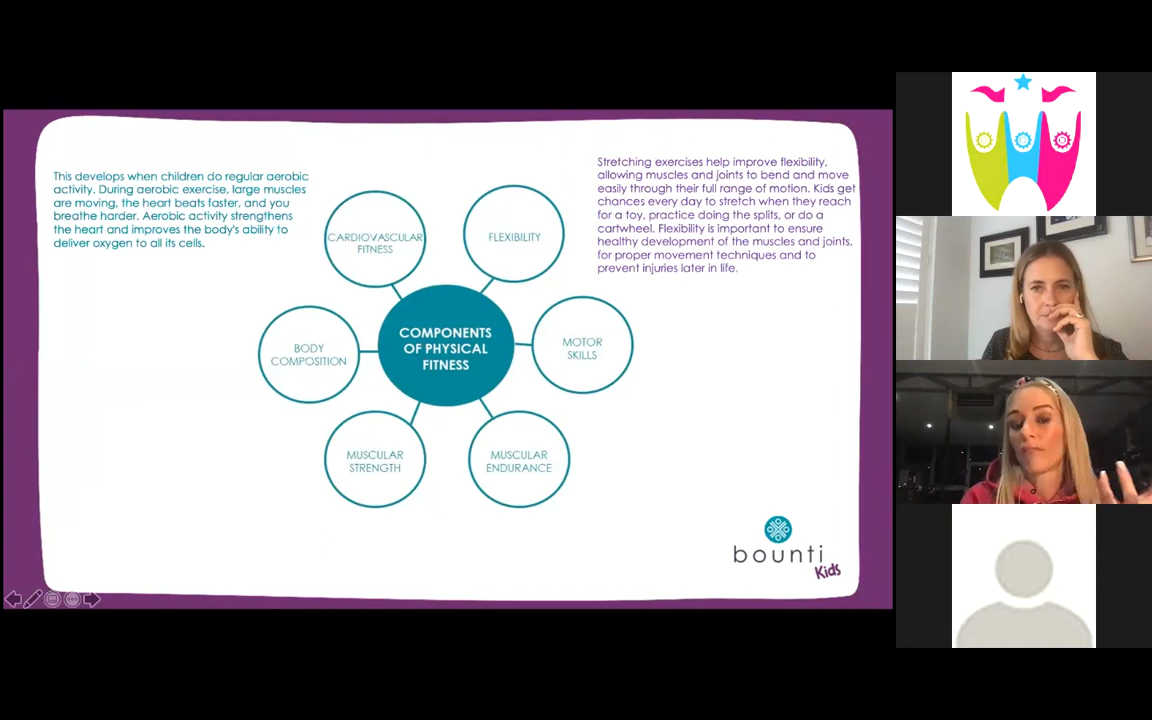 This develops when children do regular aerobic
activity. During aerobic exercise, large muscles
are moving, the heart beats faster, and you
breathe harder. Aerobic activity strengthens
the heart and improves the body's ability to
deliver oxygen to all its cells.
Stretching exercises help improve flexibility,
allowing muscles and joints to bend and move
easily through their full range of motion. Kids get
chances every day to stretch when they reach
for a toy, practice doing the splits, or do a
cartwheel. Flexibility is important to ensure
healthy development of the muscles and joints,
for proper movement techniques and to
prevent injuries later in life.
CARDIOVASCULAR
FITNESS
FLEXIBILITY
COMPONENTS
OF PHYSICAL
FITNESS
BODY
COMPOSITION
MOTOR
SKILLS
MUSCULAR
STRENGTH
MUSCULAR
ENDURANCE
bounti
Kids